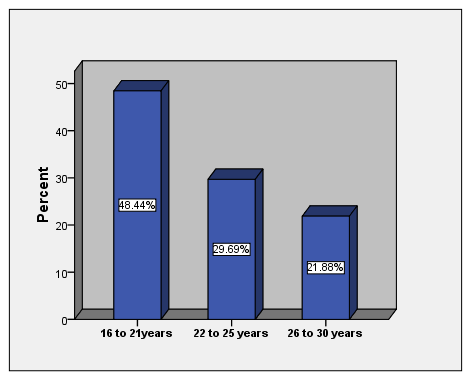 Percent
50
40
30
20
10
0
48.44%
29.69%
21.88%
16 to 21years
22 to 25 years
26 to 30 years